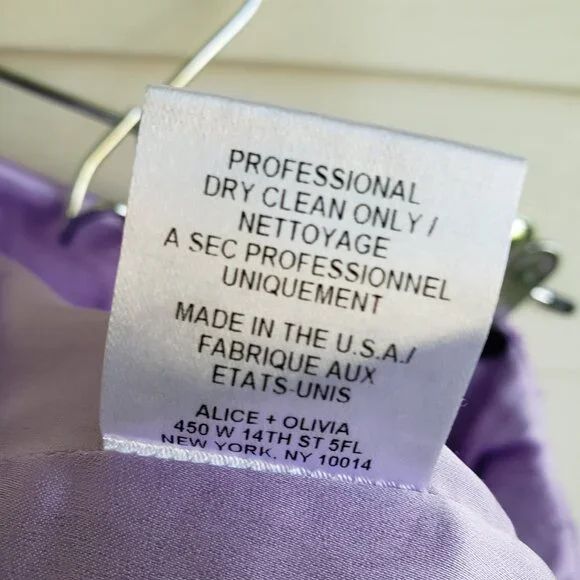 PROFESSIONAL
DRY CLEAN ONLY /
NETTOYAGE
A SEC PROFESSIONNEL
UNIQUEMENT
MADE IN THE U.S.A./
FABRIQUE AUX
ETATS-UNIS
ALICE + OLIVIA
450 W 14TH ST 5FL
NEW YORK, NY 10014